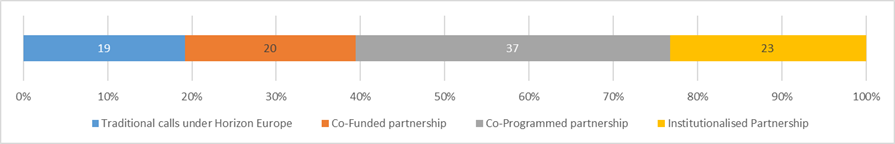 19 20 37 23
0% 10% 20% 30% 40% 50% 60% 70% 80% 90% 100%
Traditional calls under Horizon Europe Co-Funded partnership Co-Programmed partnership Institutionalised Partnership